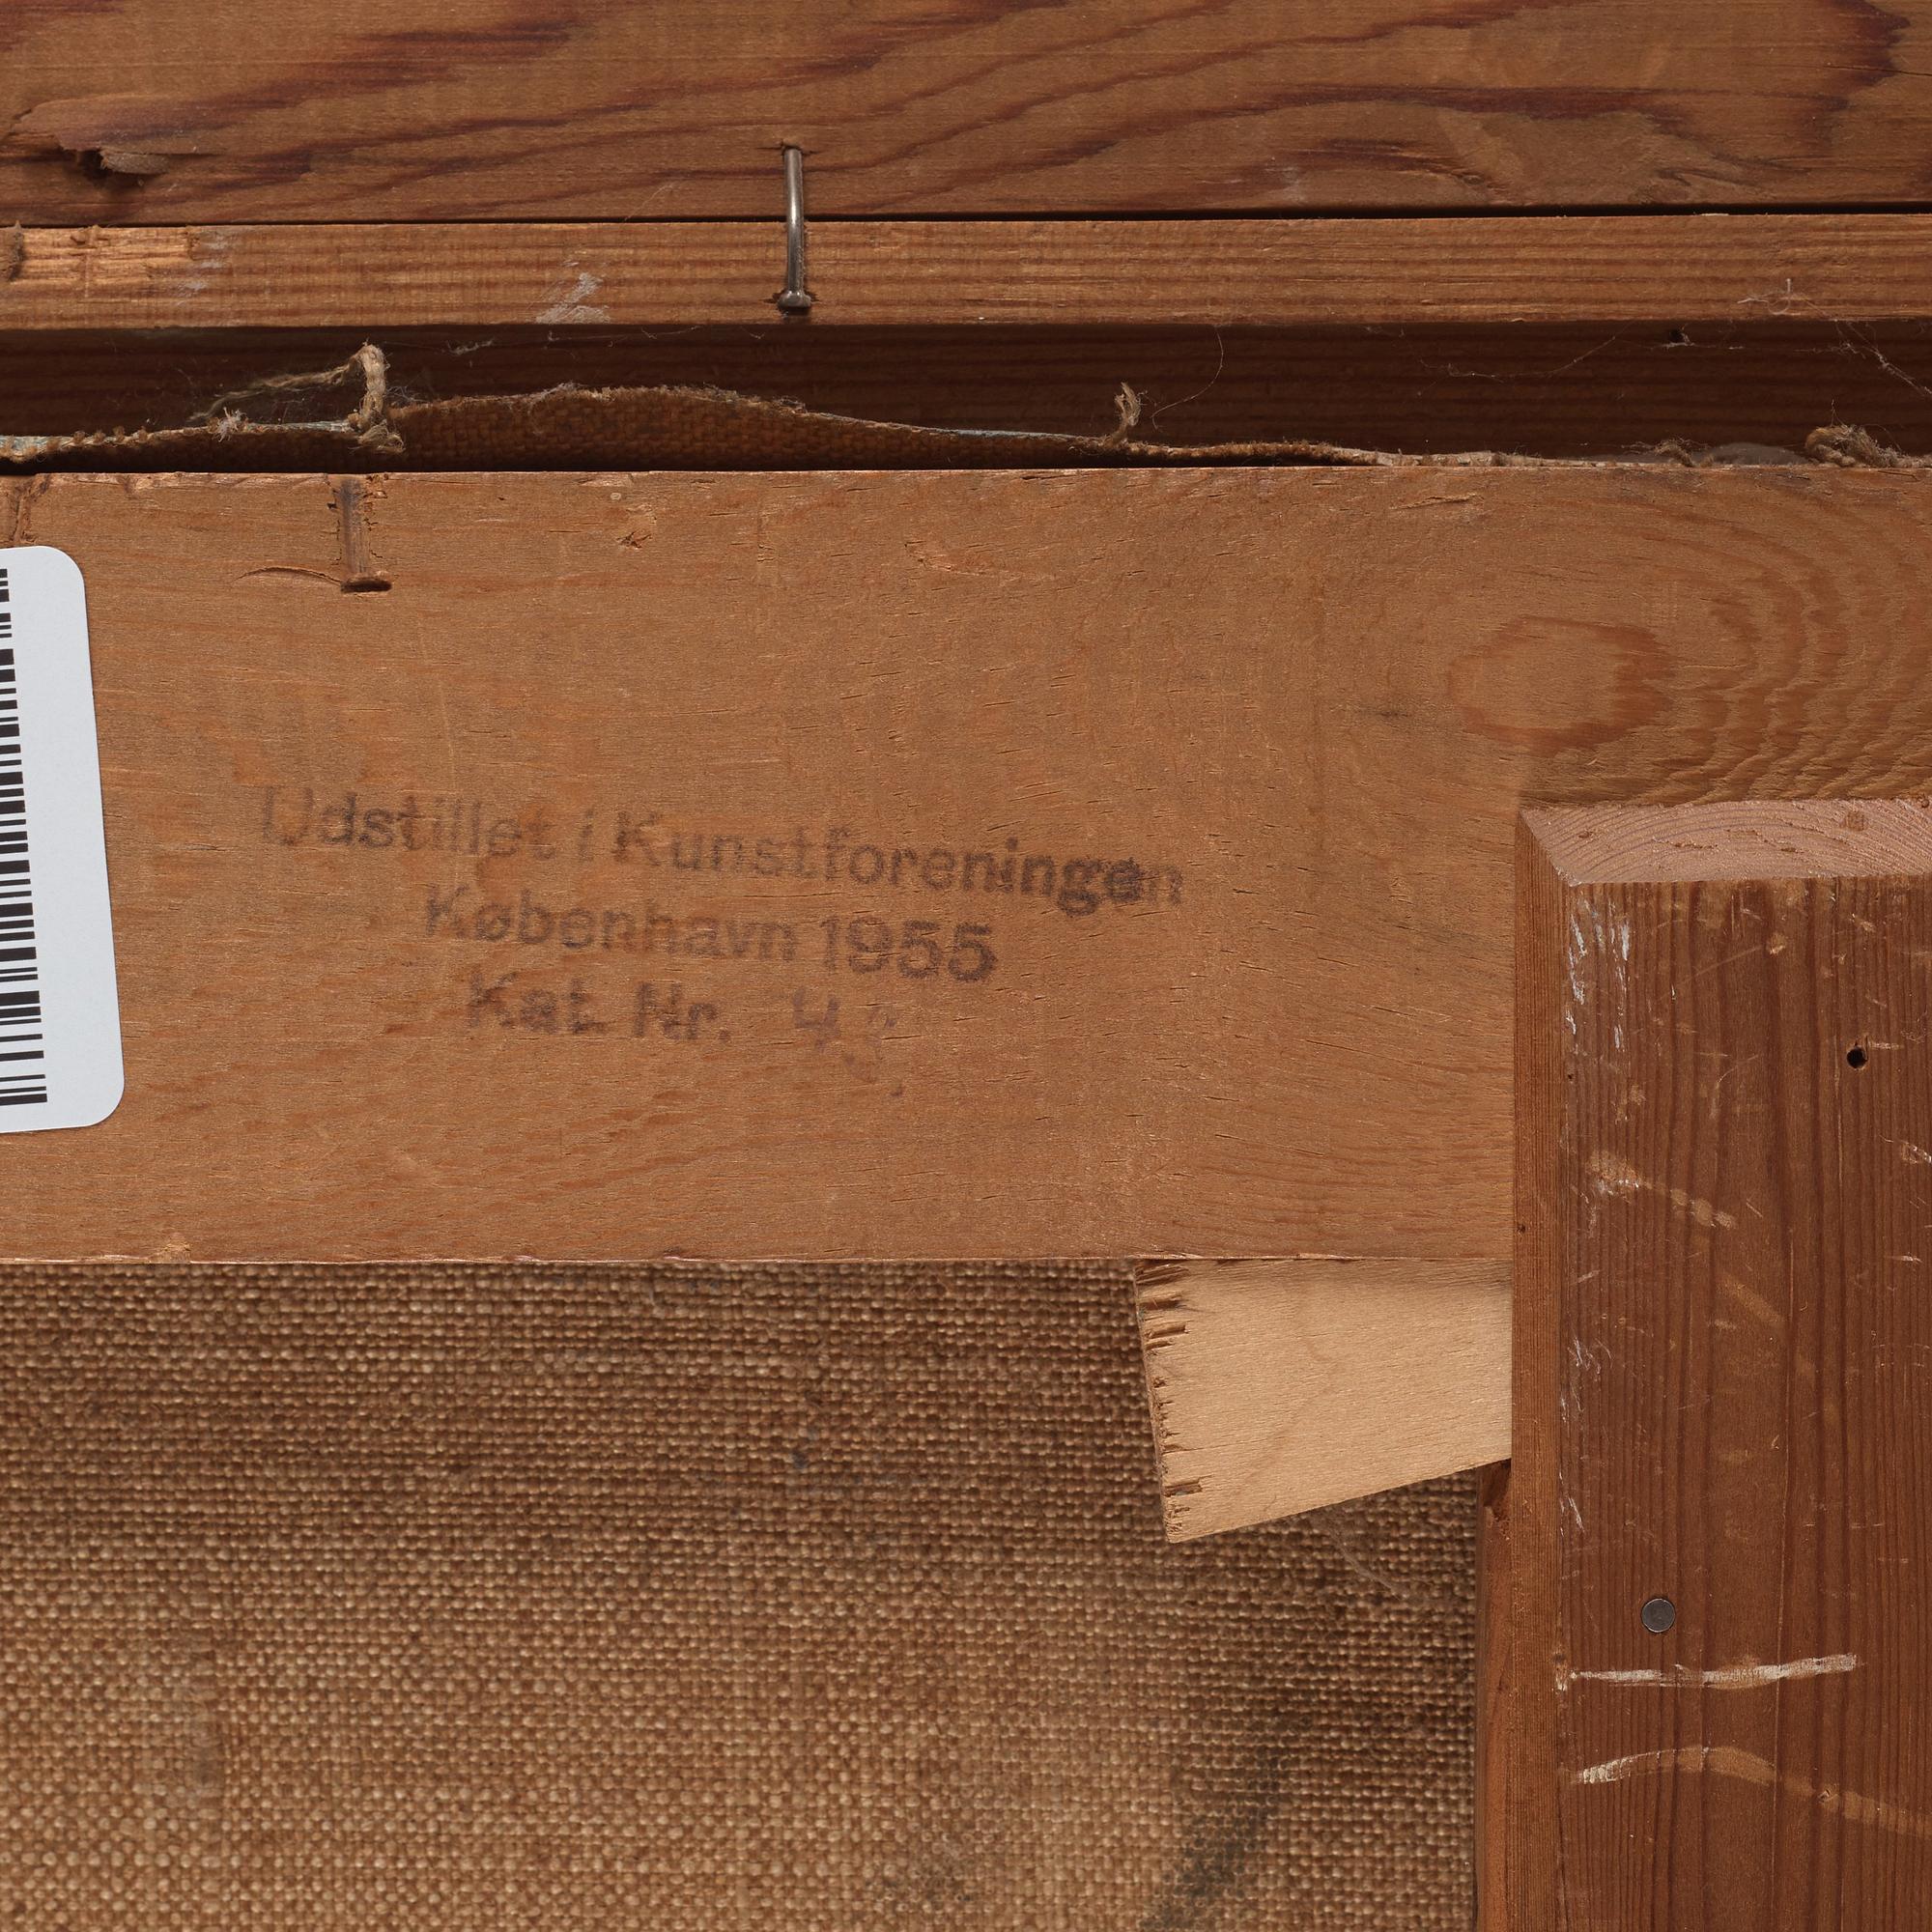 Udstillet i Kunstforeningen
København 1955
Kat. Nr.